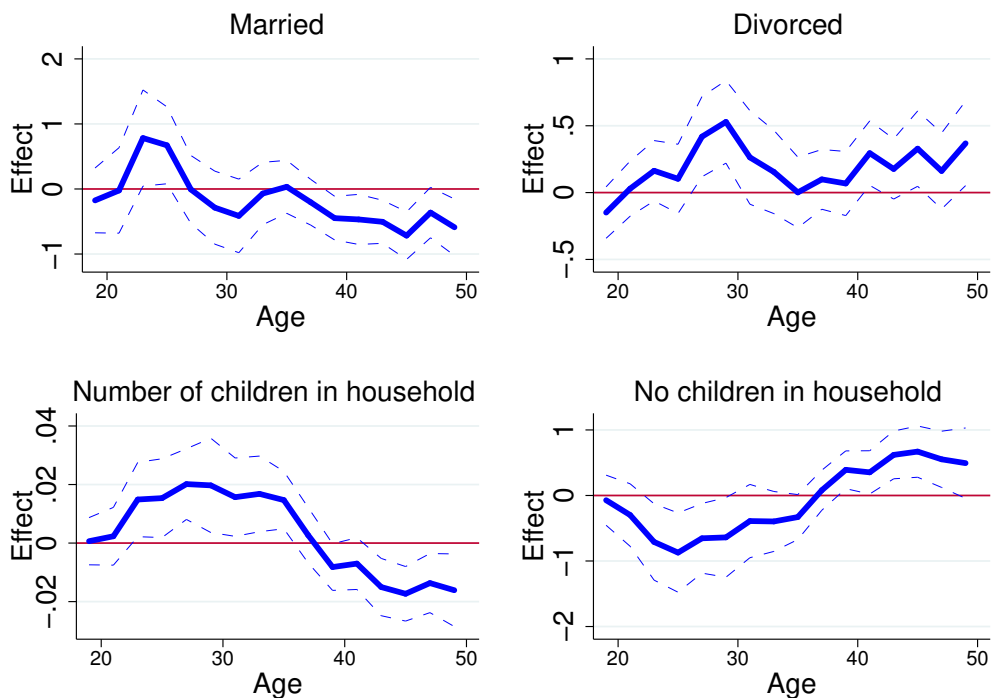 Married
Effect
2
1
0
-1
20
30
40
50
Age
Divorced
Effect
1
.5
0
-.5
20
30
40
50
Age
Number of children in household
Effect
.04
.02
0
-.02
20
30
40
50
Age
No children in household
Effect
1
0
-1
-2
20
30
40
50
Age